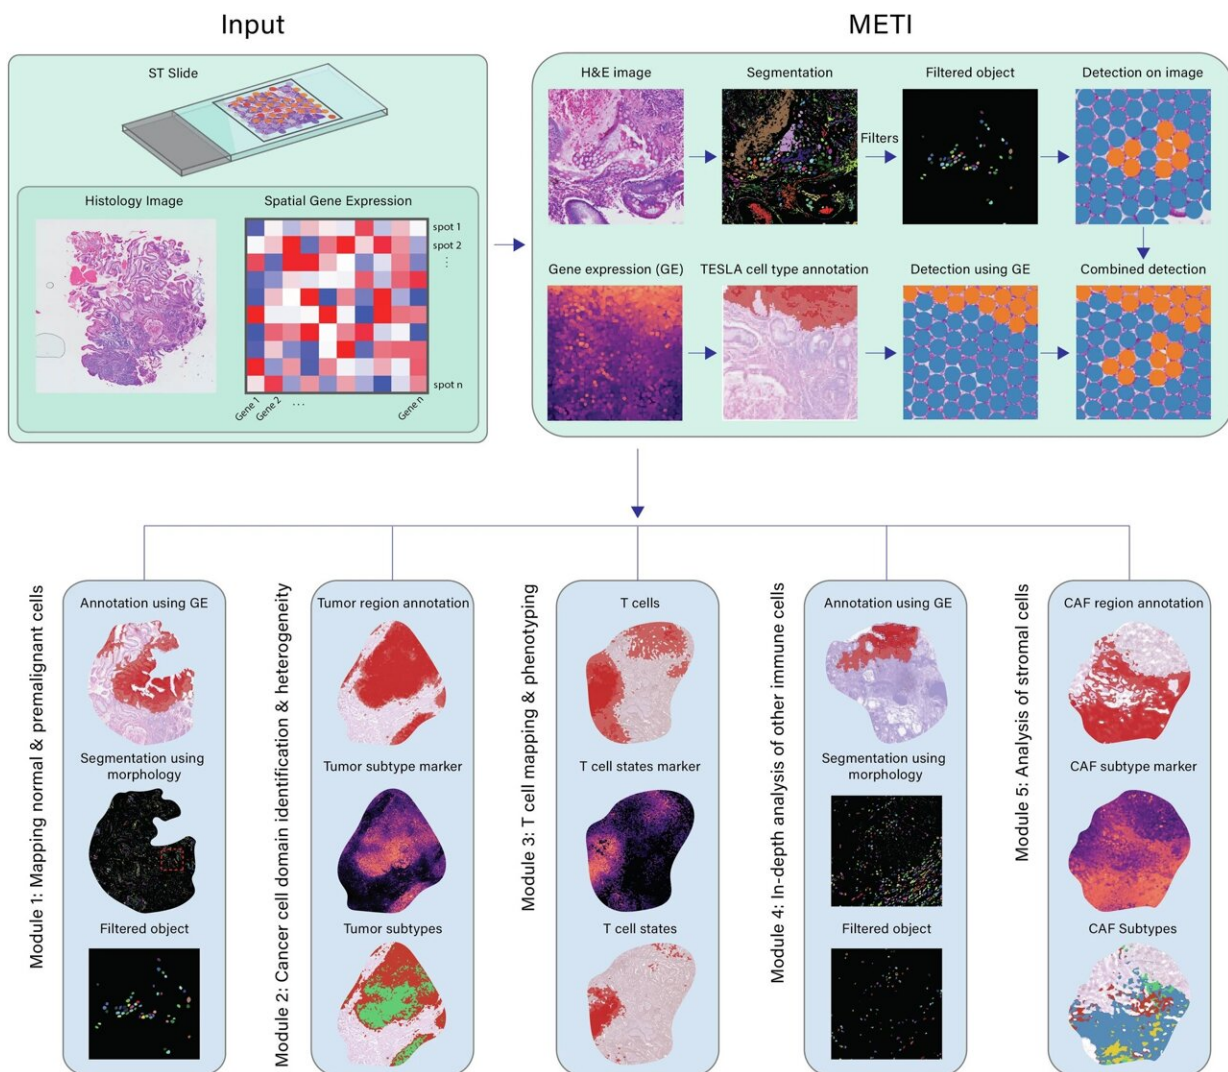 Input
METI
ST Slide
Histology Image
Spatial Gene Expression
spot 1
spot 2
⋮
spot n
Gene 1
Gene 2
...
Gene n
H&E image
Segmentation
Filters
Filtered object
Detection on image
Gene expression (GE)
TESLA cell type annotation
Detection using GE
Combined detection
Module 1: Mapping normal & premalignant cells
Annotation using GE
Segmentation using
morphology
Filtered object
Module 2: Cancer cell domain identification & heterogeneity
Tumor region annotation
Tumor subtype marker
Tumor subtypes
Module 3: T cell mapping & phenotyping
T cells
T cell states marker
T cell states
Module 4: In-depth analysis of other immune cells
Annotation using GE
Segmentation using
morphology
Filtered object
Module 5: Analysis of stromal cells
CAF region annotation
CAF subtype marker
CAF Subtypes